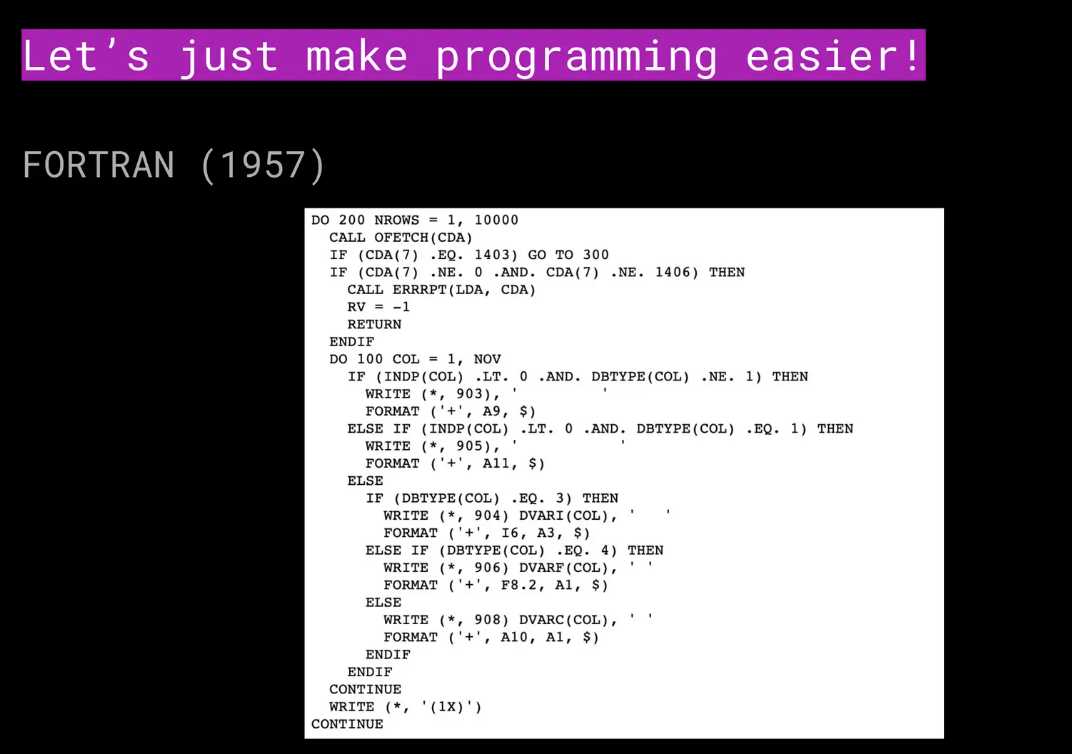 Let’s just make programming easier!
FORTRAN (1957)
DO 200 NROWS = 1, 10000
  CALL OFETCH(CDA)
  IF (CDA(7) .EQ. 1403) GO TO 300
  IF (CDA(7) .NE. 0 .AND. CDA(7) .NE. 1406) THEN
    CALL ERRRPT(LDA, CDA)
    RV = -1
    RETURN
  ENDIF
  DO 100 COL = 1, NOV
    IF (INDP(COL) .LT. 0 .AND. DBTYPE(COL) .NE. 1) THEN
      WRITE (*, 903), '         '
      FORMAT ('+', A9, $)
    ELSE IF (INDP(COL) .LT. 0 .AND. DBTYPE(COL) .EQ. 1) THEN
      WRITE (*, 905), '           '
      FORMAT ('+', A11, $)
    ELSE
      IF (DBTYPE(COL) .EQ. 3) THEN
        WRITE (*, 904) DVARI(COL), '   '
        FORMAT ('+', I6, A3, $)
      ELSE IF (DBTYPE(COL) .EQ. 4) THEN
        WRITE (*, 906) DVARF(COL), ' '
        FORMAT ('+', F8.2, A1, $)
      ELSE
        WRITE (*, 908) DVARC(COL), ' '
        FORMAT ('+', A10, A1, $)
      ENDIF
    ENDIF
  CONTINUE
  WRITE (*, '(1X)')
CONTINUE